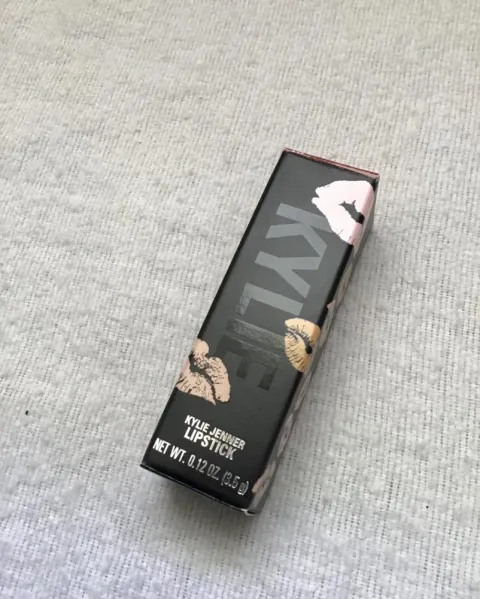 KYLIE
KYLIE JENNER
LIPSTICK
NET WT. 0.12 OZ. (3.5 g)